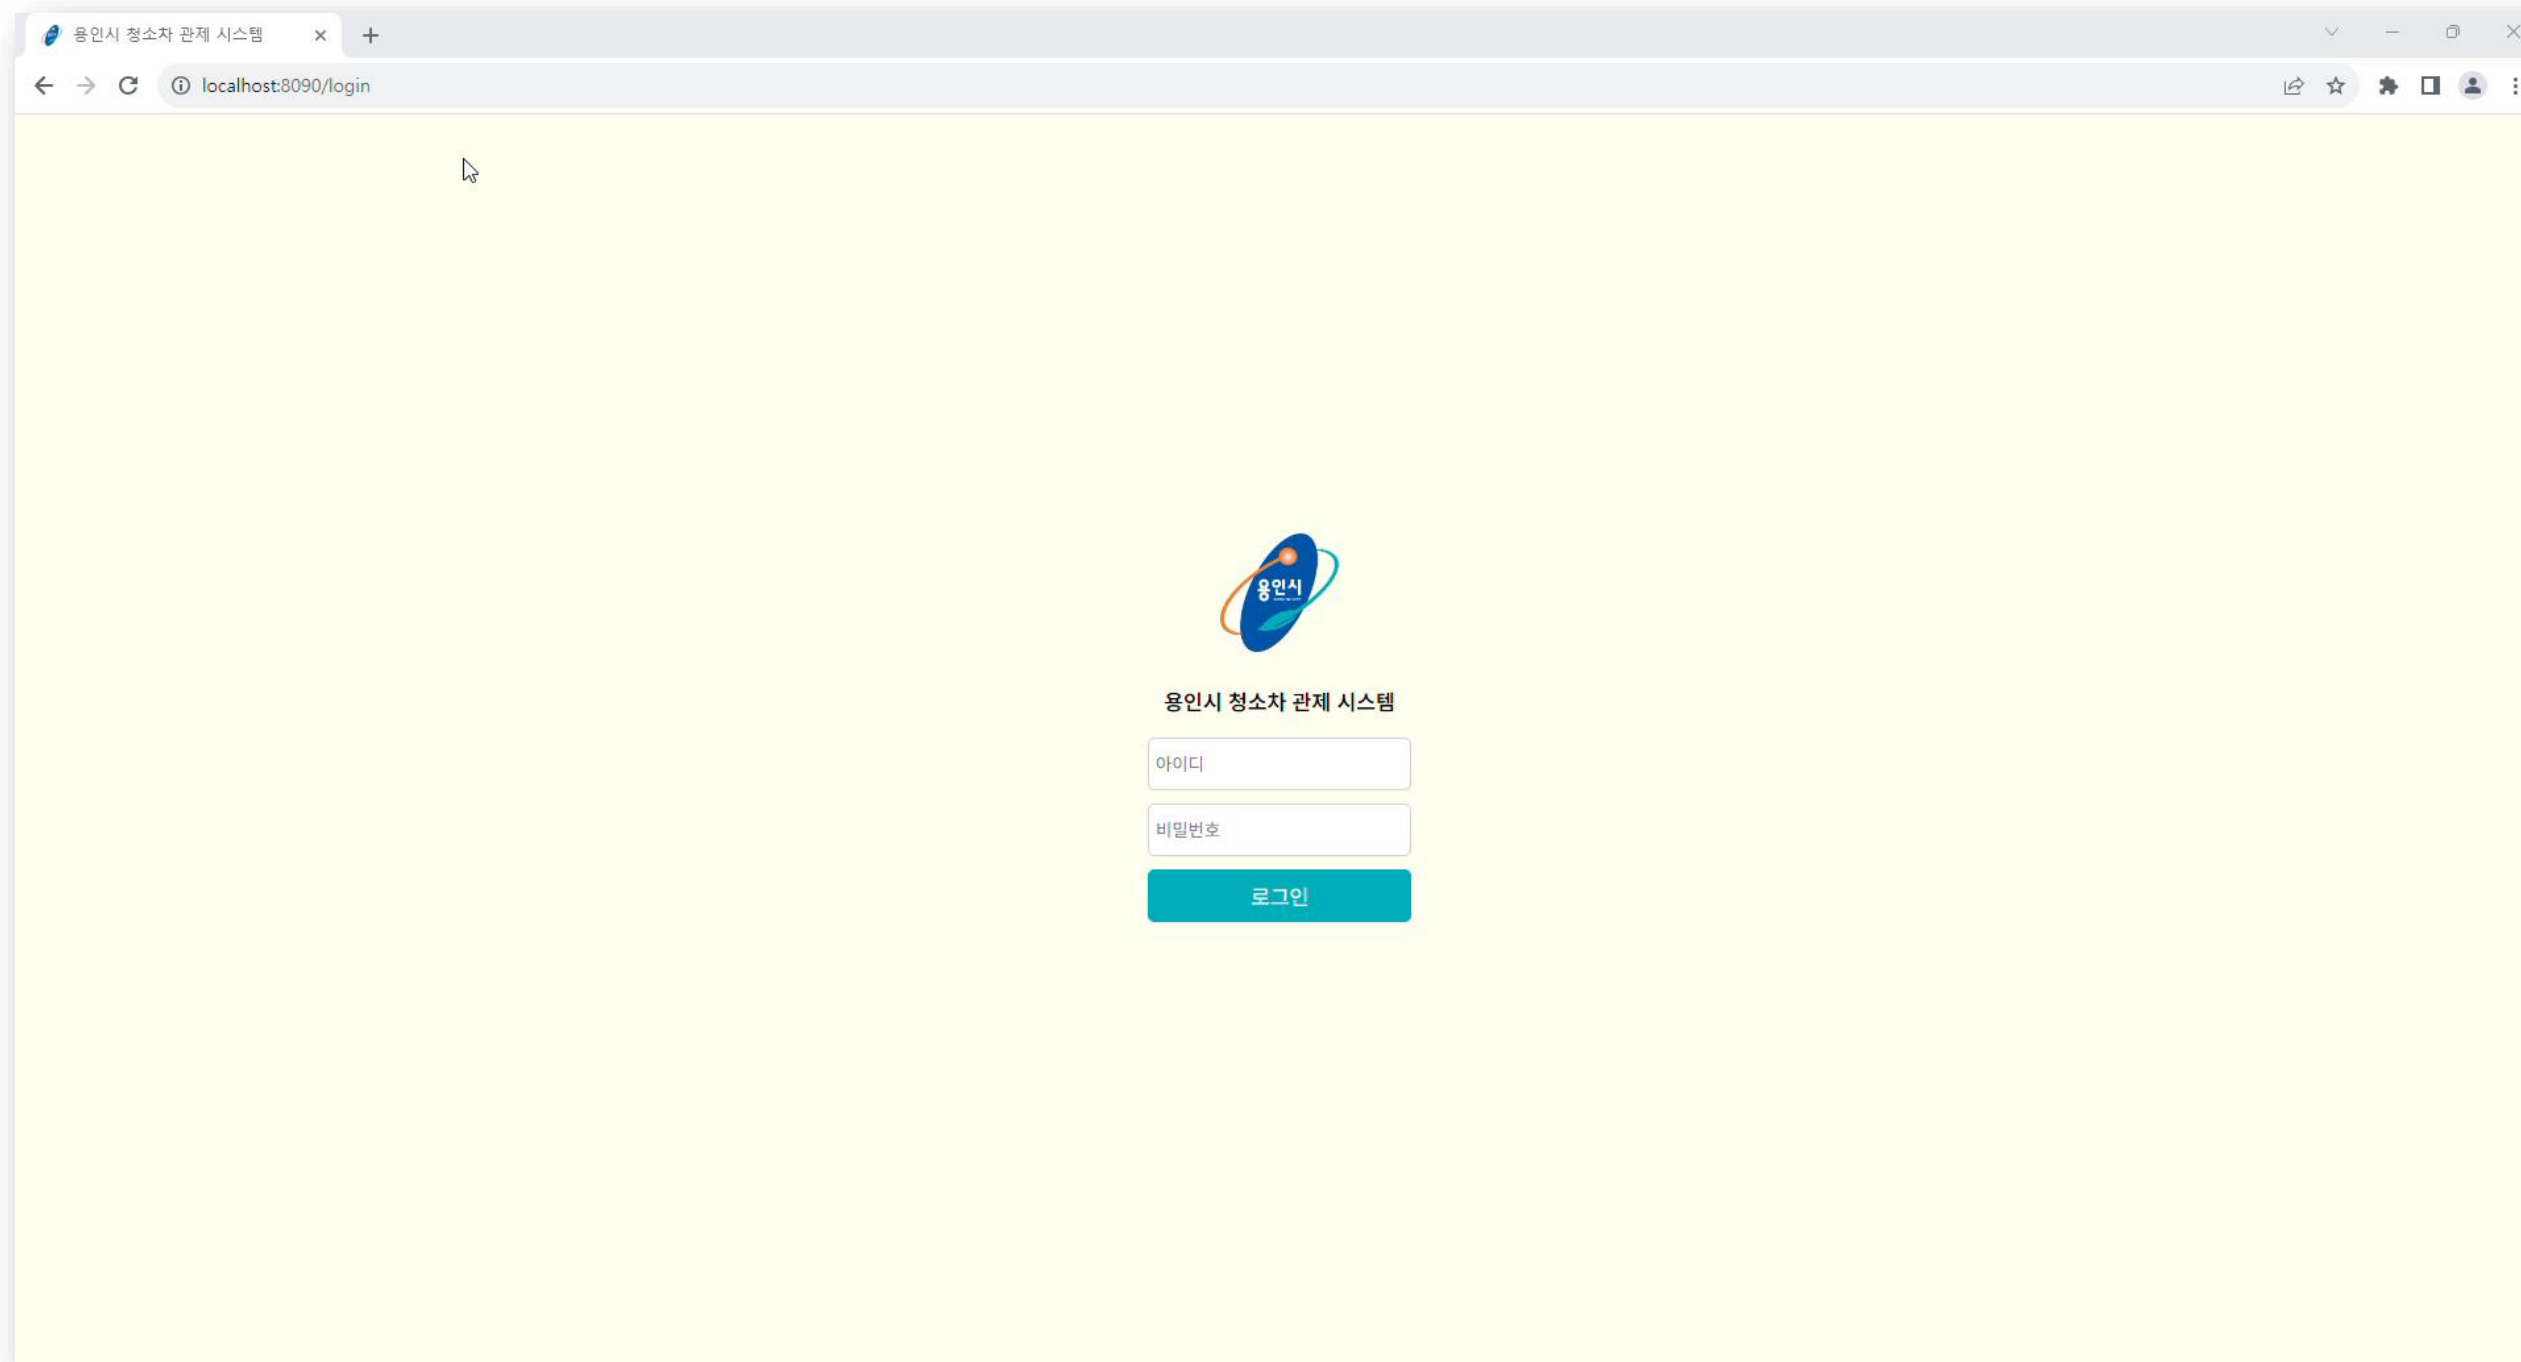 용인시 청소차 관제 시스템
localhost:8090/login
용인시
용인시 청소차 관제 시스템
아이디
비밀번호
로그인